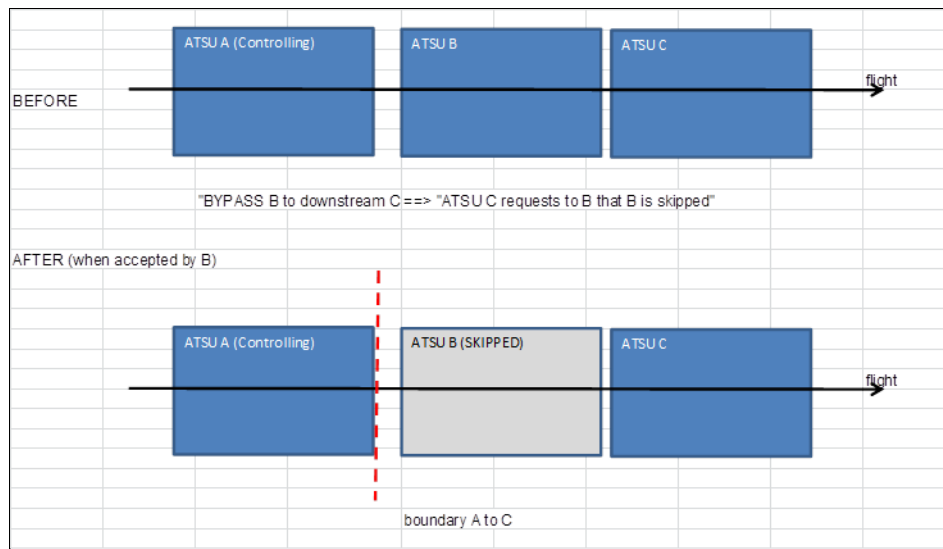 ATSU A (Controlling)
ATSU B
ATSU C
flight
BEFORE
"BYPASS B to downstream C==> "ATSU C requests to B that B is skipped"
AFTER (when accepted by B)
ATSU A (Controlling)
ATSU B (SKIPPED)
ATSU C
flight
boundary A to C